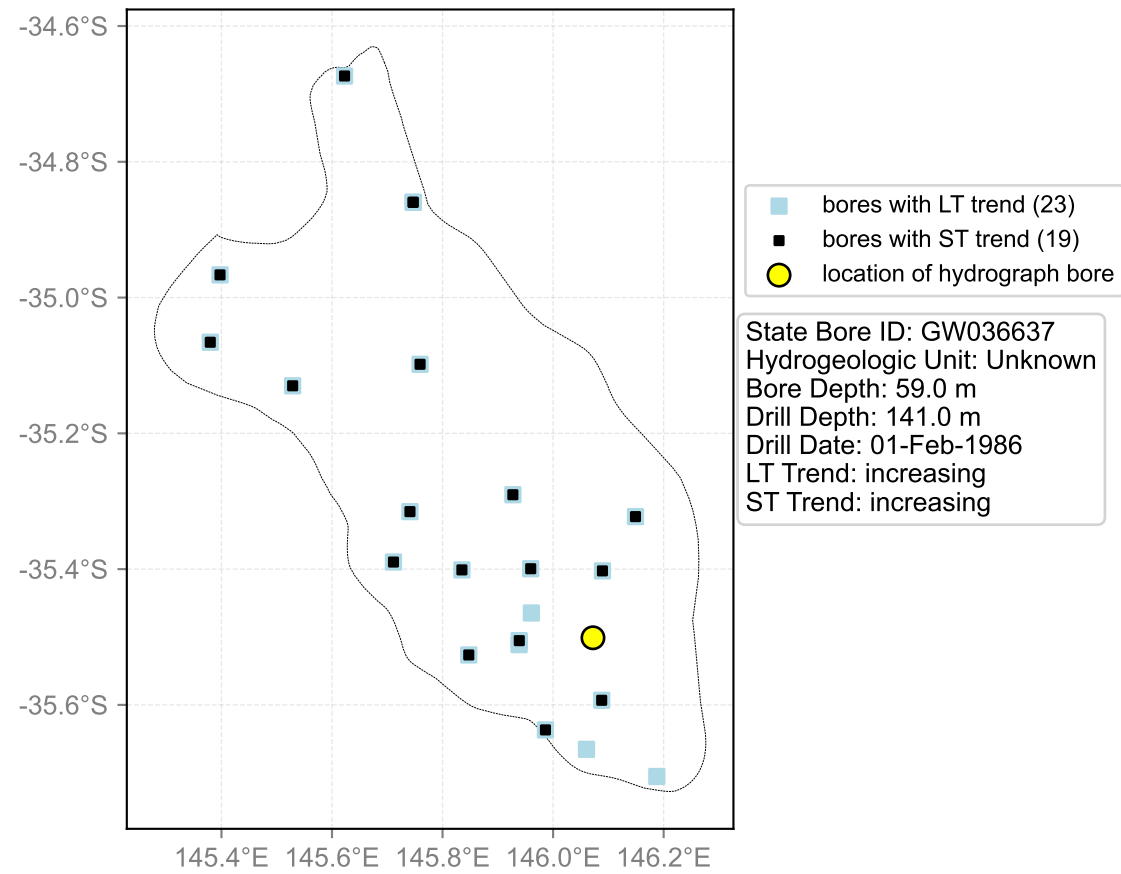 -34.6°S
-34.8°S
-35.0°S
-35.2°S
-35.4°S
-35.6°S
145.4°E 145.6°E 145.8°E 146.0°E 146.2°E
bores with LT trend (23)
bores with ST trend (19)
location of hydrograph bore
State Bore ID: GW036637
Hydrogeologic Unit: Unknown
Bore Depth: 59.0 m
Drill Depth: 141.0 m
Drill Date: 01-Feb-1986
LT Trend: increasing
ST Trend: increasing